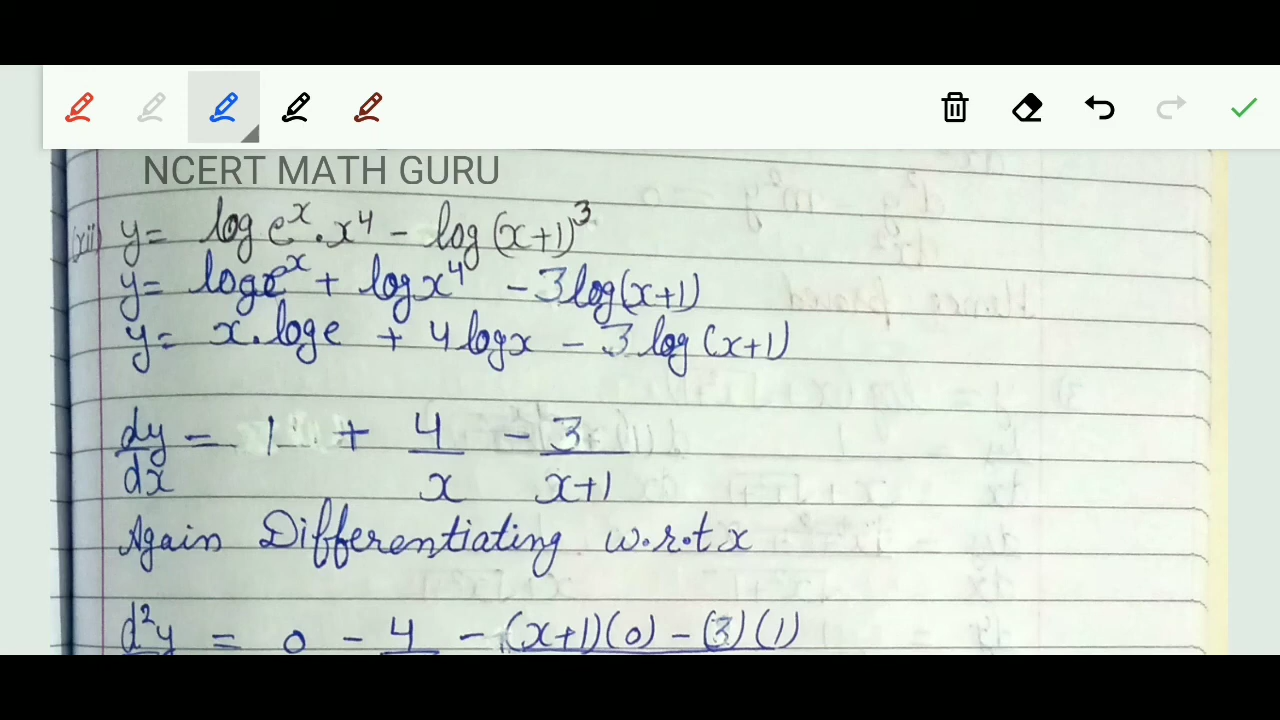 NCERT MATH GURU
(xii) y = log e^x . x^4 - log (x+1)^3
y = log e^x + log x^4 - 3 log (x+1)
y = x . log e + 4 log x - 3 log (x+1)
dy/dx = 1 + 4/x - 3/(x+1)
Again Differentiating w.r.t x
d²y = 0 - 4 - (x+1)(0) - (3)(1)